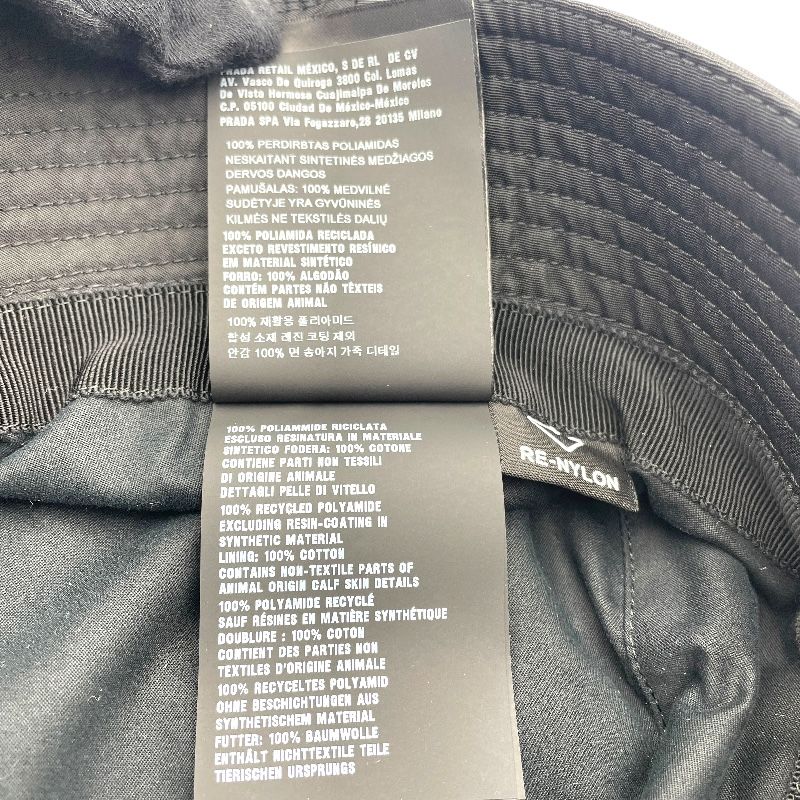 PRADA RETAIL MÉXICO, S DE RL DE CV
AV. Vasco De Quiroga 3800 Col. Lomas
De Vista Hermosa Cuajimalpa De Morelos
C.P. 05100 Ciudad De México-México
PRADA SPA Via Fogazzaro,28 20135 Milano
100% PERDIRBTAS POLIAMIDAS
NESKAITANT SINTETINĖS MEDŽIAGOS
DERVOS DANGOS
PAMUŠALAS: 100% MEDVILNĖ
SUDĖTYJE YRA GYVŪNINĖS
KILMĖS NE TEKSTILĖS DALIŲ
100% POLIAMIDA RECICLADA
EXCETO REVESTIMENTO RESÍNICO
EM MATERIAL SINTÉTICO
FORRO: 100% ALGODÃO
CONTÉM PARTES NÃO TÊXTEIS
DE ORIGEM ANIMAL
100% 재활용 폴리아미드
합성 소재 레진 코팅 제외
안감 100% 면 송아지 가죽 디테일
100% POLIAMMIDE RICICLATA
ESCLUSO RESINATURA IN MATERIALE
SINTETICO FODERA: 100% COTONE
CONTIENE PARTI NON TESSILI
DI ORIGINE ANIMALE
DETTAGLI PELLE DI VITELLO
100% RECYCLED POLYAMIDE
EXCLUDING RESIN-COATING IN
SYNTHETIC MATERIAL
LINING: 100% COTTON
CONTAINS NON-TEXTILE PARTS OF
ANIMAL ORIGIN CALF SKIN DETAILS
100% POLYAMIDE RECYCLÉ
SAUF RÉSINES EN MATIÈRE SYNTHÉTIQUE
DOUBLURE : 100% COTON
CONTIENT DES PARTIES NON
TEXTILES D'ORIGINE ANIMALE
100% RECYCELTES POLYAMID
OHNE BESCHICHTUNGEN AUS
SYNTHETISCHEM MATERIAL
FUTTER: 100% BAUMWOLLE
ENTHÄLT NICHTTEXTILE TEILE
TIERISCHEN URSPRUNGS
RE-NYLON